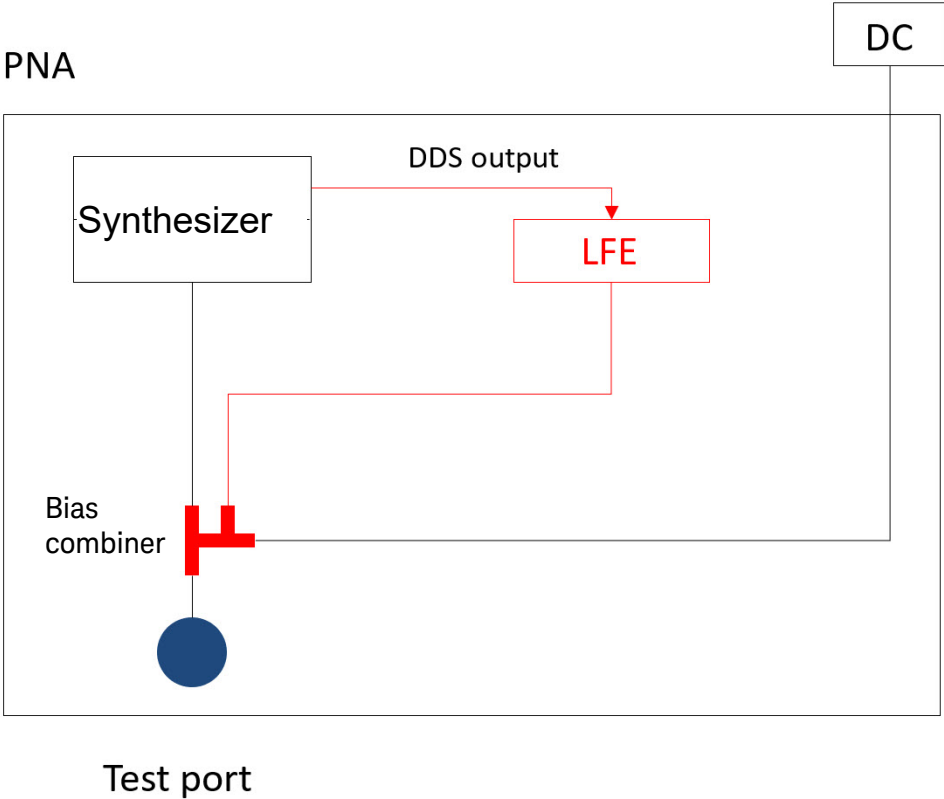 DC
PNA
DDS output
Synthesizer
LFE
Bias
combiner
Test port